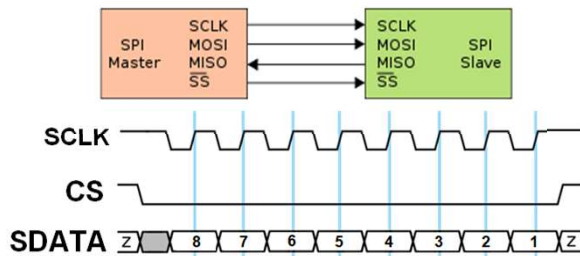 SCLK SCLK
SPI MOSI MOSI SPI
Master MISO MISO Slave
SS SS
SCLK
CS
SDATA Z 8 7 6 5 4 3 2 1 Z